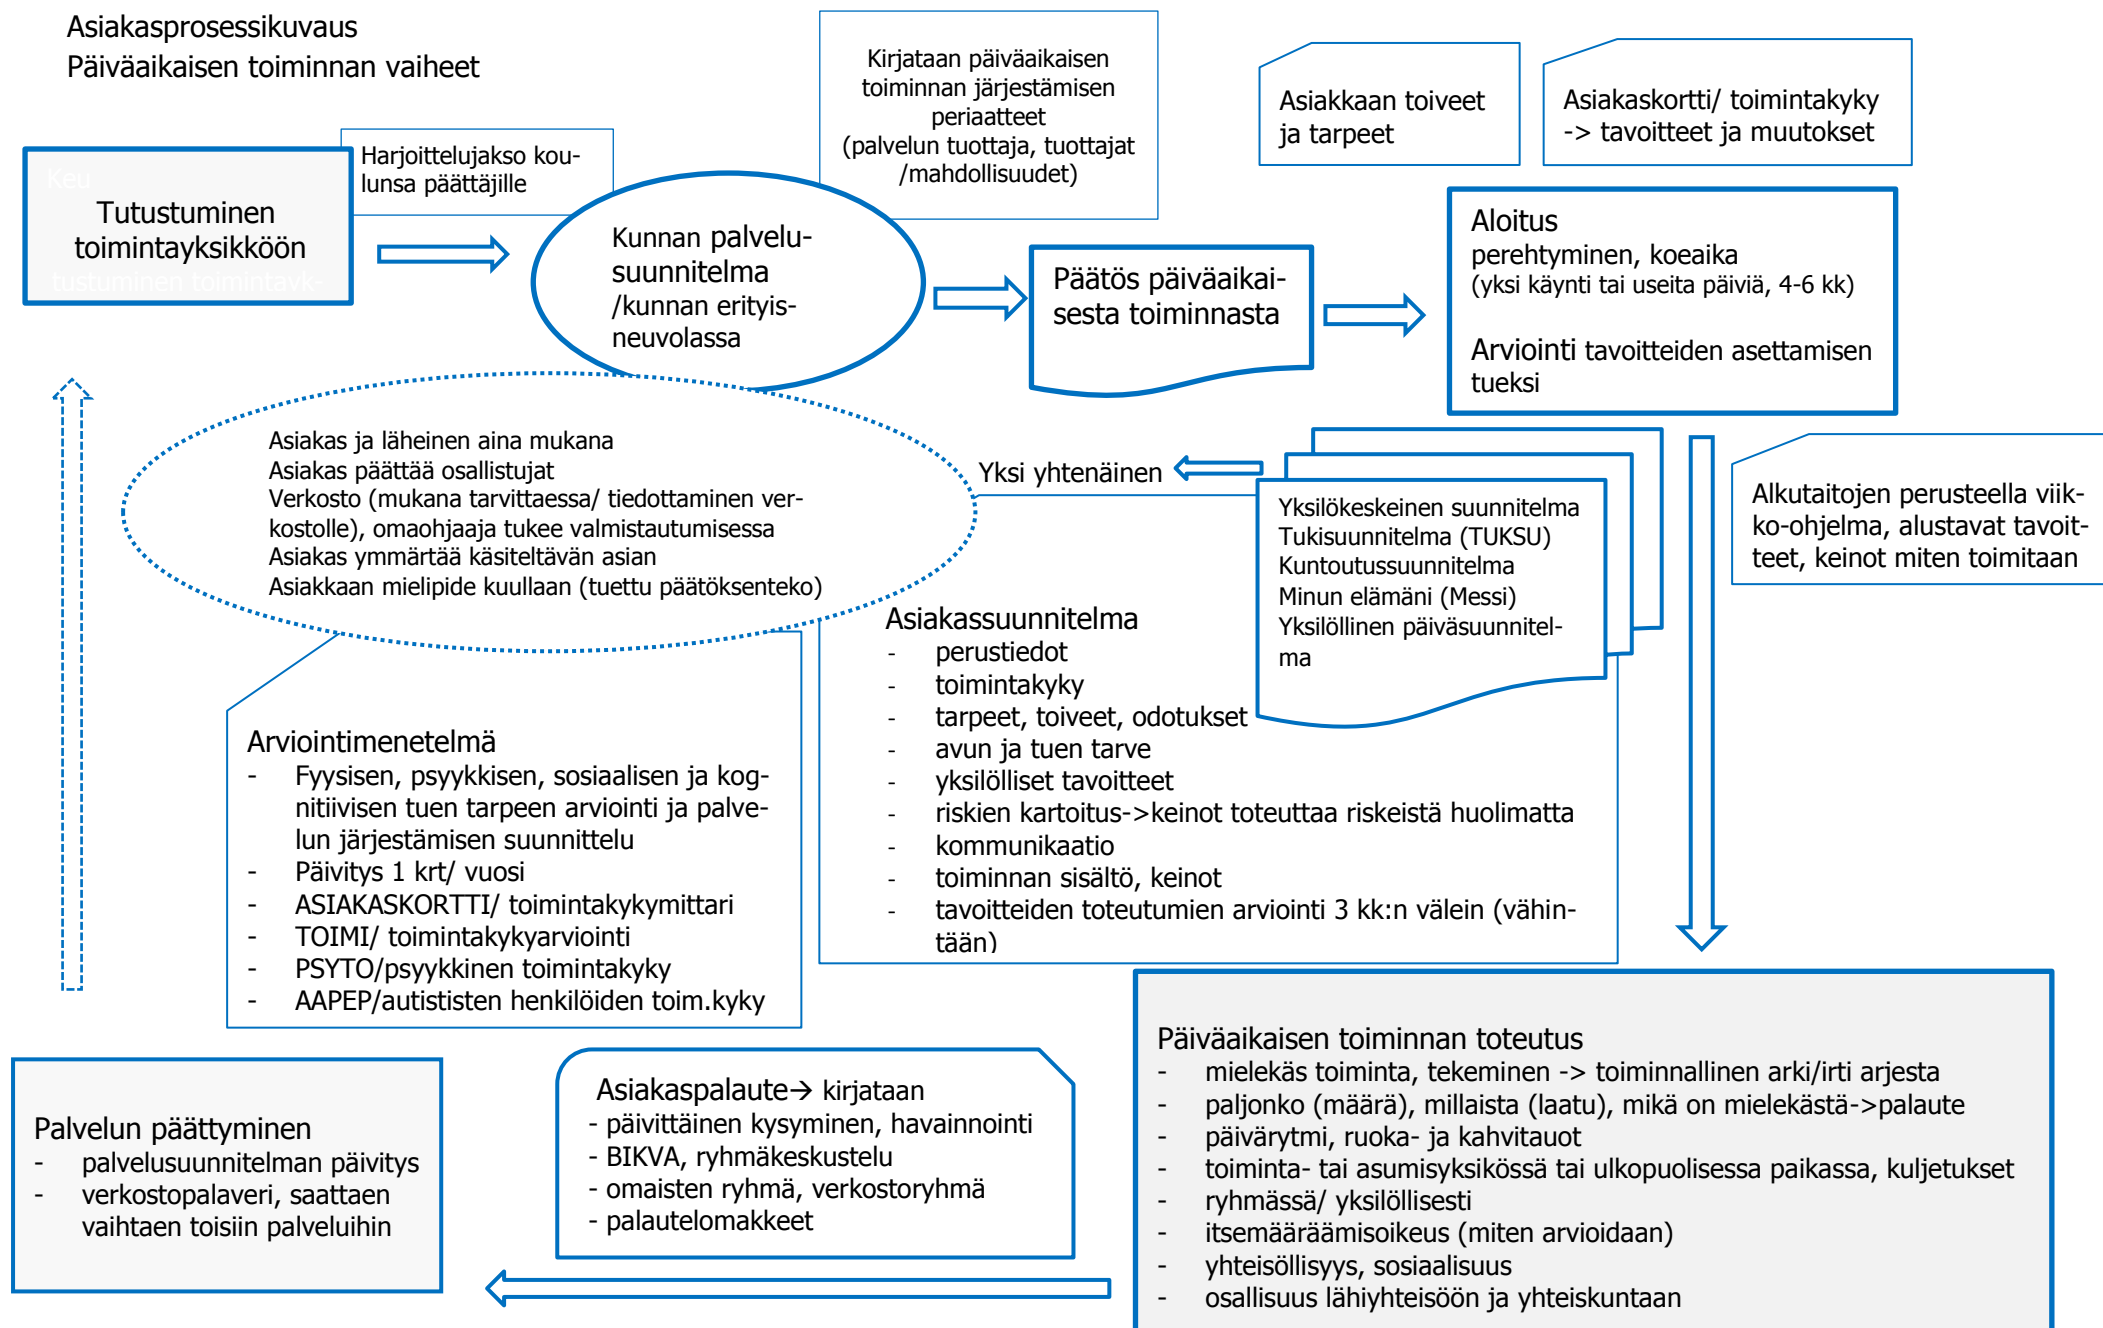 Asiakasprosessikuvaus
Päiväaikaisen toiminnan vaiheet
Keu
Tutustuminen
toimintayksikköön
Harjoittelujakso kou-
lunsa päättäjille
Kunnan palvelu-
suunnitelma
/kunnan erityis-
neuvolassa
Kirjataan päiväaikaisen
toiminnan järjestämisen
periaatteet
(palvelun tuottaja, tuottajat
/mahdollisuudet)
Päätös päiväaikai-
sesta toiminnasta
Asiakkaan toiveet
ja tarpeet
Asiakaskortti/ toimintakyky
-> tavoitteet ja muutokset
Aloitus
perehtyminen, koeaika
(yksi käynti tai useita päiviä, 4-6 kk)
Arviointi tavoitteiden asettamisen
tueksi
Asiakas ja läheinen aina mukana
Asiakas päättää osallistujat
Verkosto (mukana tarvittaessa/ tiedottaminen ver-
kostolle), omaohjaaja tukee valmistautumisessa
Asiakas ymmärtää käsiteltävän asian
Asiakkaan mielipide kuullaan (tuettu päätöksenteko)
Yksi yhtenäinen
Yksilökeskeinen suunnitelma
Tukisuunnitelma (TUKSU)
Kuntoutussuunnitelma
Minun elämäni (Messi)
Yksilöllinen päiväsuunnitel-
ma
Alkutaitojen perusteella viik-
ko-ohjelma, alustavat tavoit-
teet, keinot miten toimitaan
Asiakassuunnitelma
- perustiedot
- toimintakyky
- tarpeet, toiveet, odotukset
- avun ja tuen tarve
- yksilölliset tavoitteet
- riskien kartoitus->keinot toteuttaa riskeistä huolimatta
- kommunikaatio
- toiminnan sisältö, keinot
- tavoitteiden toteutumien arviointi 3 kk:n välein (vähin-
tään)
Arviointimenetelmä
- Fyysisen, psyykkisen, sosiaalisen ja kog-
nitiivisen tuen tarpeen arviointi ja palve-
lun järjestämisen suunnittelu
- Päivitys 1 krt/ vuosi
- ASIAKASKORTTI/ toimintakykymittari
- TOIMI/ toimintakykyarviointi
- PSYTO/psyykkinen toimintakyky
- AAPEP/autististen henkilöiden toim.kyky
Päiväaikaisen toiminnan toteutus
- mielekäs toiminta, tekeminen -> toiminnallinen arki/irti arjesta
- paljonko (määrä), millaista (laatu), mikä on mielekästä->palaute
- päivärytmi, ruoka- ja kahvitauot
- toiminta- tai asumisyksikössä tai ulkopuolisessa paikassa, kuljetukset
- ryhmässä/ yksilöllisesti
- itsemääräämisoikeus (miten arvioidaan)
- yhteisöllisyys, sosiaalisuus
- osallisuus lähiyhteisöön ja yhteiskuntaan
Asiakaspalaute→ kirjataan
- päivittäinen kysyminen, havainnointi
- BIKVA, ryhmäkeskustelu
- omaisten ryhmä, verkostoryhmä
- palautelomakkeet
Palvelun päättyminen
- palvelusuunnitelman päivitys
- verkostopalaveri, saattaen
vaihtaen toisiin palveluihin